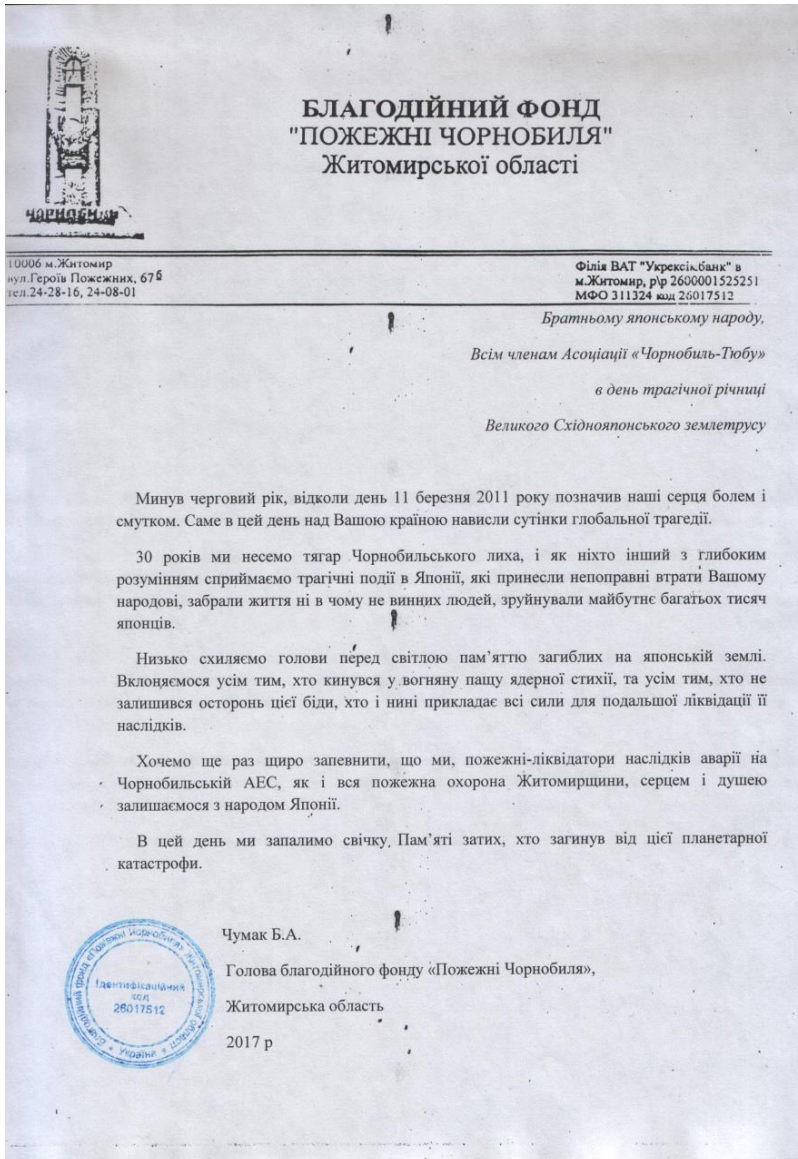 БЛАГОДІЙНИЙ ФОНД
"ПОЖЕЖНІ ЧОРНОБИЛЯ"
Житомирської області
ЧОРНОБИЛЬ
10006 м.Житомир
вул.Героїв Пожежних, 67б
тел.24-28-16, 24-08-01
Філія ВАТ "Укрексімбанк" в
м.Житомир, р\р 2600001525251
МФО 311324 код 26017512
Братньому японському народу,
Всім членам Асоціації «Чорнобиль-Тюбу»
в день трагічної річниці
Великого Східнояпонського землетрусу
Минув черговий рік, відколи день 11 березня 2011 року позначив наші серця болем і
смутком. Саме в цей день над Вашою країною нависли сутінки глобальної трагедії.
30 років ми несемо тягар Чорнобильського лиха, і як ніхто інший з глибоким
розумінням сприймаємо трагічні події в Японії, які принесли непоправні втрати Вашому
народові, забрали життя ні в чому не винних людей, зруйнували майбутнє багатьох тисяч
японців.
Низько схиляємо голови перед світлою пам’яттю загиблих на японській землі.
Вклоняємося усім тим, хто кинувся у вогняну пащу ядерної стихії, та усім тим, хто не
залишився осторонь цієї біди, хто і нині прикладає всі сили для подальшої ліквідації її
наслідків.
Хочемо ще раз щиро запевнити, що ми, пожежні-ліквідатори наслідків аварії на
Чорнобильській АЕС, як і вся пожежна охорона Житомирщини, серцем і душею
залишаємося з народом Японії.
В цей день ми запалимо свічку Пам’яті затих, хто загинув від цієї планетарної
катастрофи.
Чумак Б.А.
Голова благодійного фонду «Пожежні Чорнобиля»,
Житомирська область
2017 р
Благодійний фонд «Пожежні Чорнобиля» Житомирської області * Україна *
Ідентифікаційний
код
26017512